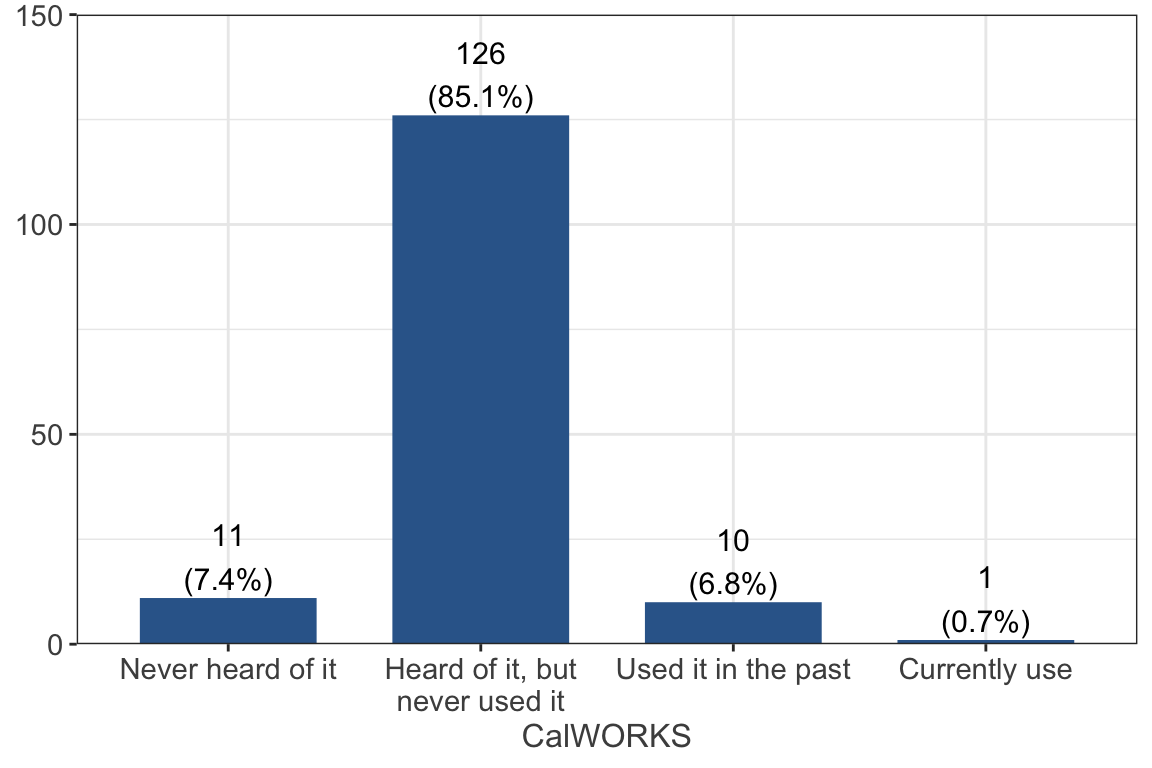 150
126
(85.1%)
100
50
11
(7.4%)
10
(6.8%)
1
(0.7%)
0
Never heard of it
Heard of it, but
never used it
Used it in the past
Currently use
CalWORKS